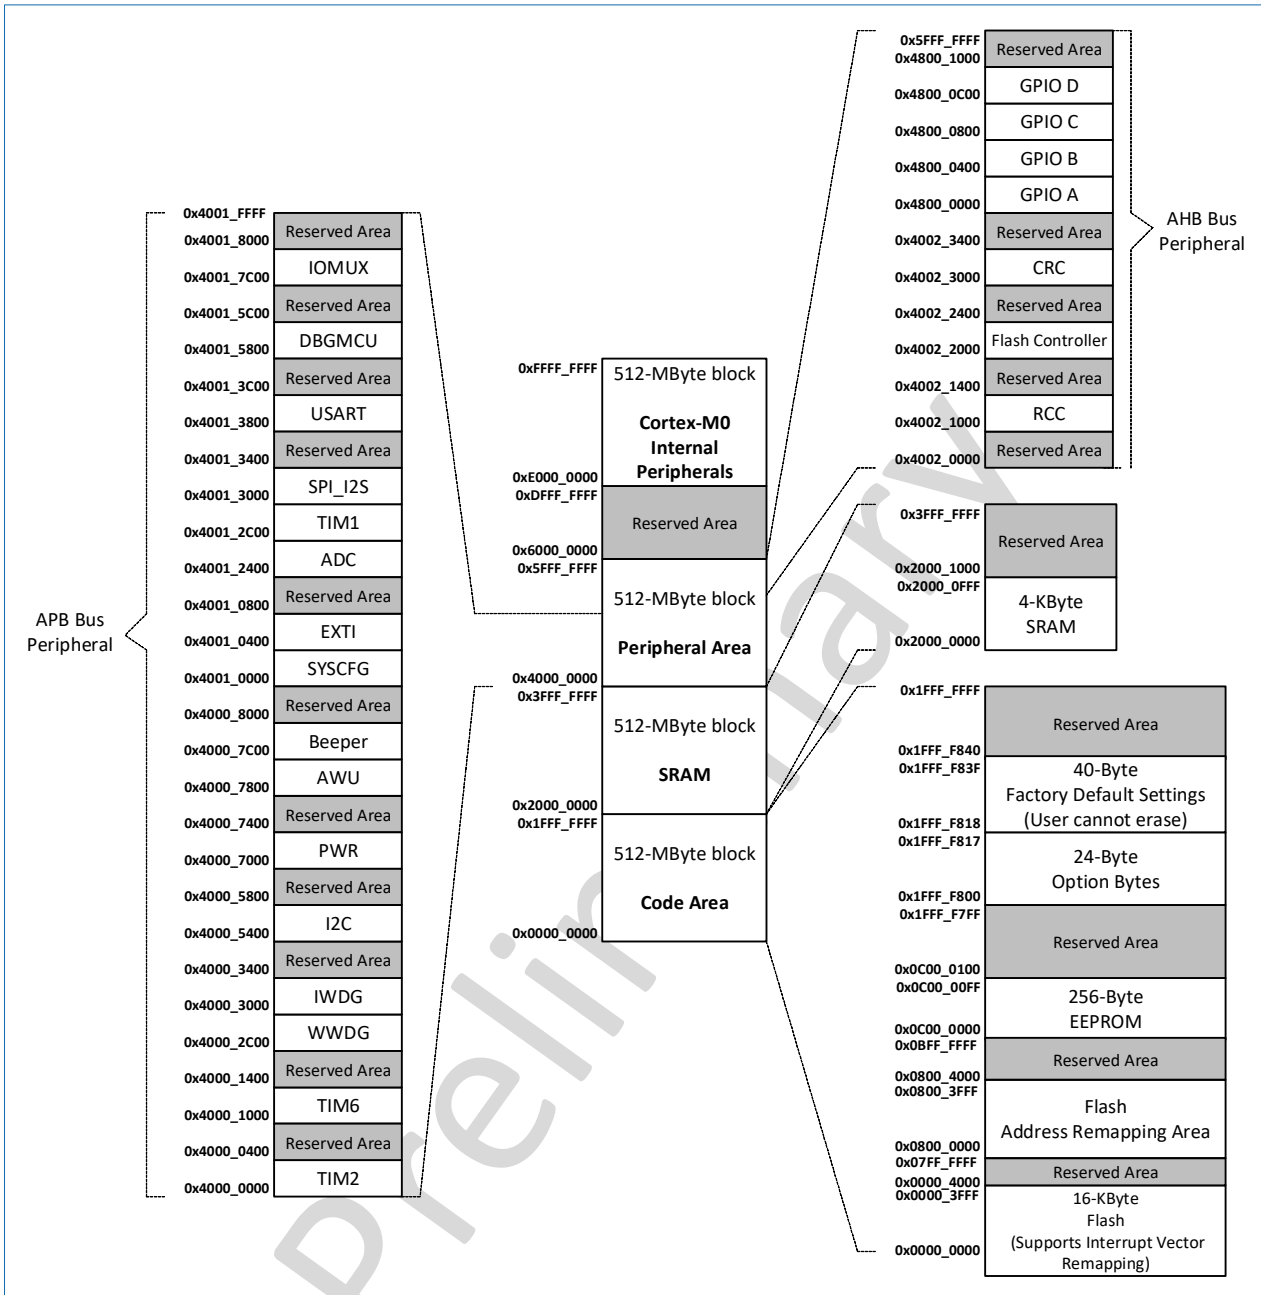 0x4001_FFFF
Reserved Area
0x4001_8000
IOMUX
0x4001_7C00
Reserved Area
0x4001_5C00
DBGMCU
0x4001_5800
Reserved Area
0x4001_3C00
USART
0x4001_3800
Reserved Area
0x4001_3400
SPI_I2S
0x4001_3000
TIM1
0x4001_2C00
ADC
0x4001_2400
Reserved Area
0x4001_0800
EXTI
0x4001_0400
SYSCFG
0x4001_0000
Reserved Area
0x4000_8000
Beeper
0x4000_7C00
AWU
0x4000_7800
Reserved Area
0x4000_7400
PWR
0x4000_7000
Reserved Area
0x4000_5800
I2C
0x4000_5400
Reserved Area
0x4000_3400
IWDG
0x4000_3000
WWDG
0x4000_2C00
Reserved Area
0x4000_1400
TIM6
0x4000_1000
Reserved Area
0x4000_0400
TIM2
0x4000_0000
APB Bus
Peripheral
0xFFFF_FFFF
512-MByte block
Cortex-M0
Internal
Peripherals
0xE000_0000
0xDFFF_FFFF
Reserved Area
0x6000_0000
0x5FFF_FFFF
512-MByte block
Peripheral Area
0x4000_0000
0x3FFF_FFFF
512-MByte block
SRAM
0x2000_0000
0x1FFF_FFFF
512-MByte block
Code Area
0x0000_0000
0x5FFF_FFFF
Reserved Area
0x4800_1000
GPIO D
0x4800_0C00
GPIO C
0x4800_0800
GPIO B
0x4800_0400
GPIO A
0x4800_0000
Reserved Area
0x4002_3400
CRC
0x4002_3000
Reserved Area
0x4002_2400
Flash Controller
0x4002_2000
Reserved Area
0x4002_1400
RCC
0x4002_1000
Reserved Area
0x4002_0000
AHB Bus
Peripheral
0x3FFF_FFFF
Reserved Area
0x2000_1000
0x2000_0FFF
4-KByte
SRAM
0x2000_0000
0x1FFF_FFFF
Reserved Area
0x1FFF_F840
0x1FFF_F83F
40-Byte
Factory Default Settings
(User cannot erase)
0x1FFF_F818
0x1FFF_F817
24-Byte
Option Bytes
0x1FFF_F800
0x1FFF_F7FF
Reserved Area
0x0C00_0100
0x0C00_00FF
256-Byte
EEPROM
0x0C00_0000
0x0BFF_FFFF
Reserved Area
0x0800_4000
0x0800_3FFF
Flash
Address Remapping Area
0x0800_0000
0x07FF_FFFF
Reserved Area
0x0000_4000
0x0000_3FFF
16-KByte
Flash
(Supports Interrupt Vector
Remapping)
0x0000_0000